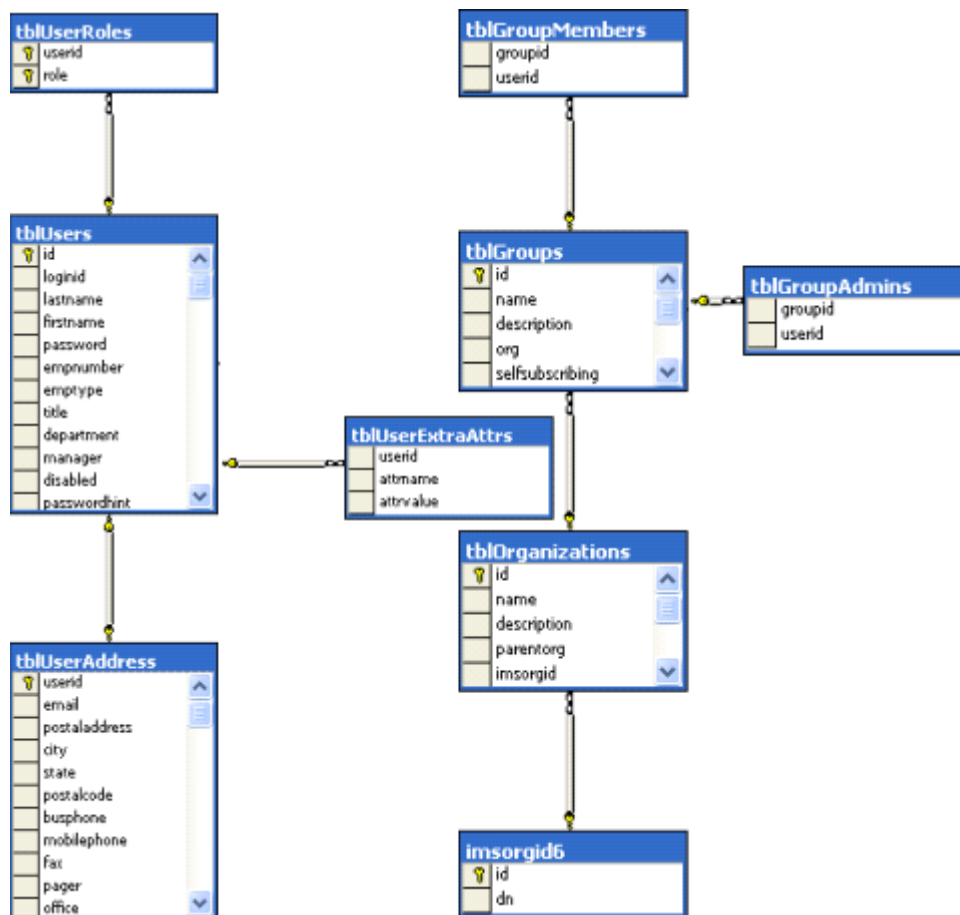 tblUserRoles
userid
role
tblGroupMembers
groupid
userid
tblUsers
id
loginid
lastname
firstname
password
empnumber
emptype
title
department
manager
disabled
passwordhint
tblGroups
id
name
description
org
selfsubscribing
tblGroupAdmins
groupid
userid
tblUserExtraAttrs
userid
attrname
attrvalue
tblOrganizations
id
name
description
parentorg
imsorgid
tblUserAddress
userid
email
postaladdress
city
state
postalcode
busphone
mobilephone
fax
pager
office
imsorgid6
id
dn